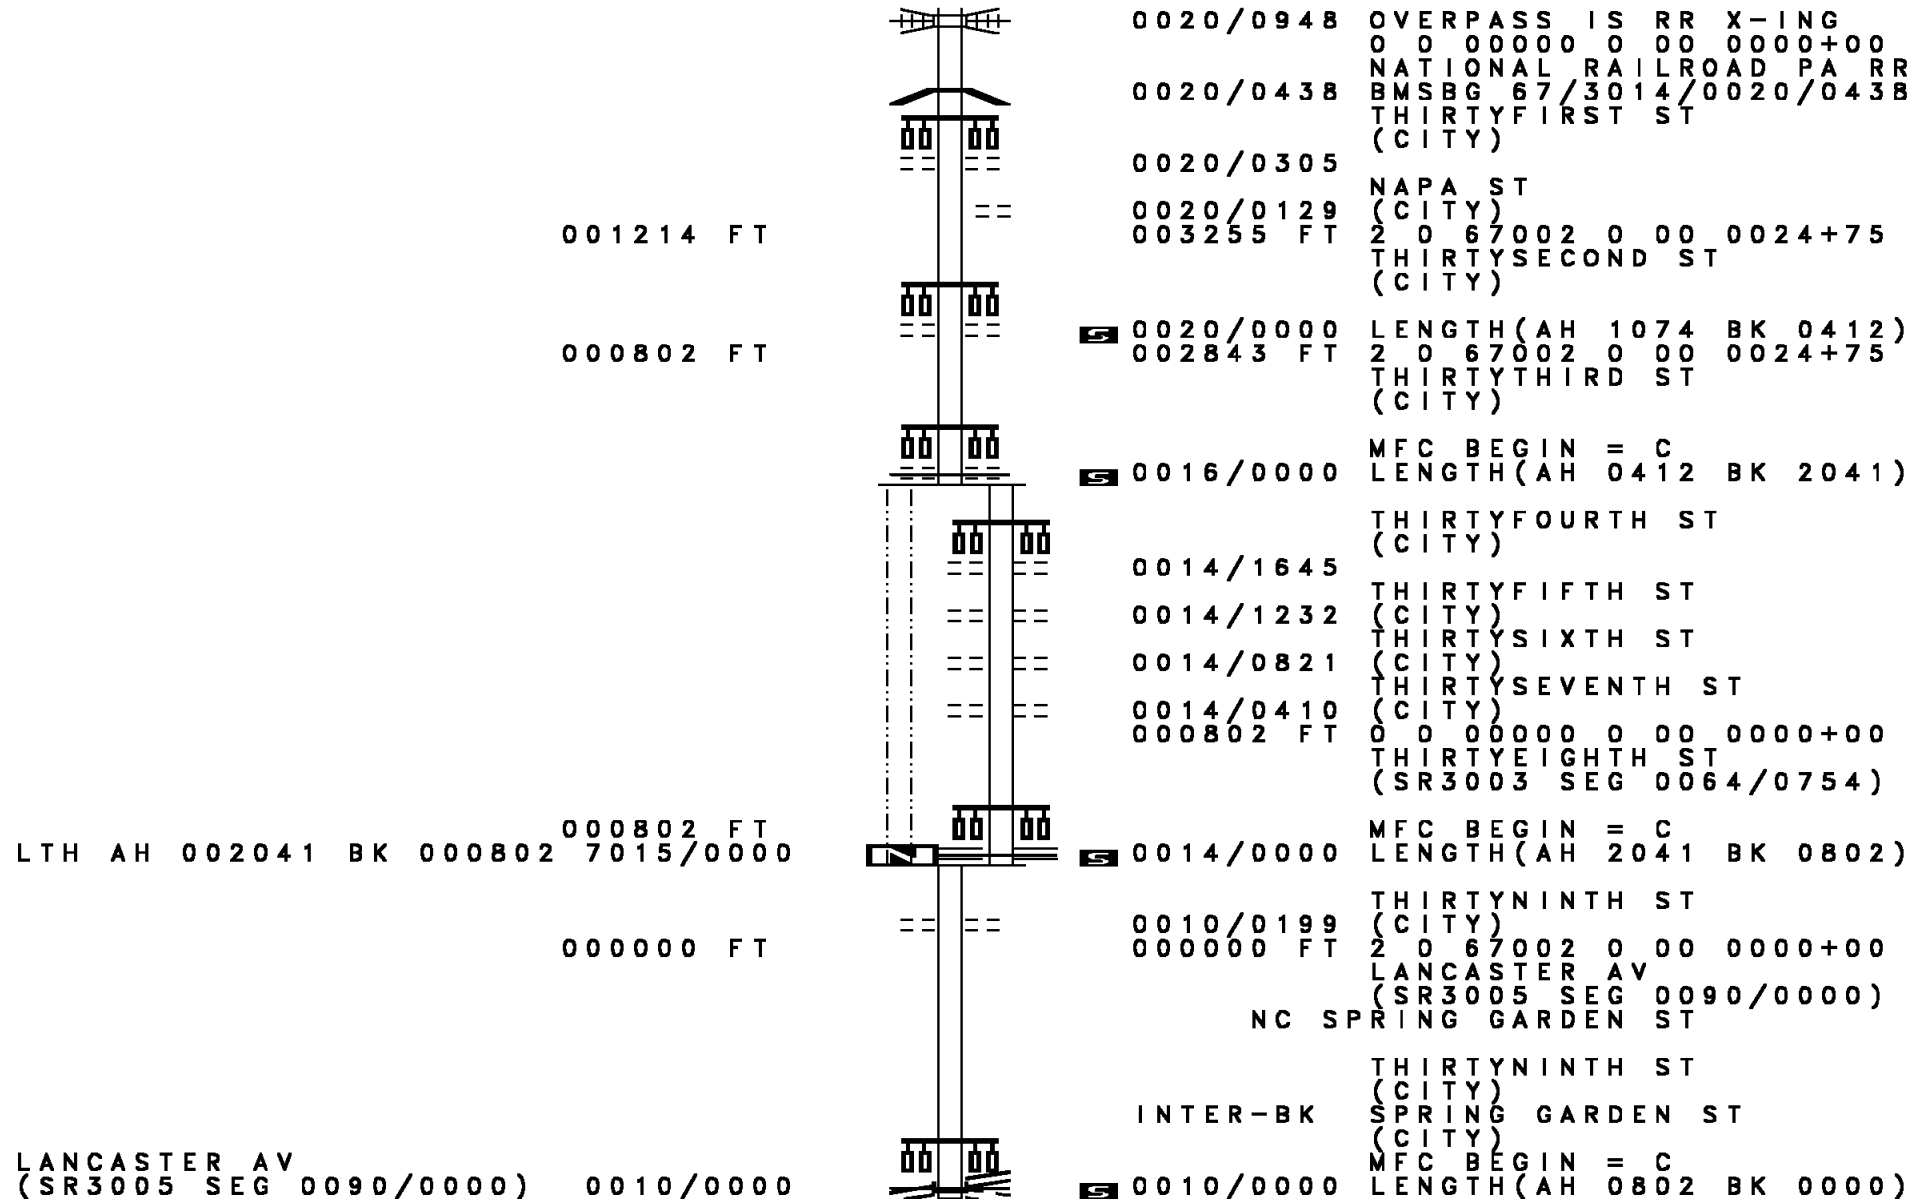 0020/0948 OVERPASS IS RR X-ING
0 0 00000 0 00 0000+00
NATIONAL RAILROAD PA RR
0020/0438 BMSBG 67/3014/0020/0438
THIRTYFIRST ST
(CITY)
0020/0305
NAPA ST
0020/0129 (CITY)
001214 FT 003255 FT 2 0 67002 0 00 0024+75
THIRTYSECOND ST
(CITY)
S 0020/0000 LENGTH(AH 1074 BK 0412)
000802 FT 002843 FT 2 0 67002 0 00 0024+75
THIRTYTHIRD ST
(CITY)
MFC BEGIN = C
S 0016/0000 LENGTH(AH 0412 BK 2041)
THIRTYFOURTH ST
(CITY)
0014/1645
THIRTYFIFTH ST
0014/1232 (CITY)
THIRTYSIXTH ST
0014/0821 (CITY)
THIRTYSEVENTH ST
0014/0410 (CITY)
000802 FT 0 0 00000 0 00 0000+00
THIRTYEIGHTH ST
(SR3003 SEG 0064/0754)
000802 FT MFC BEGIN = C
LTH AH 002041 BK 000802 7015/0000 N S 0014/0000 LENGTH(AH 2041 BK 0802)
THIRTYNINTH ST
0010/0199 (CITY)
000000 FT 000000 FT 2 0 67002 0 00 0000+00
LANCASTER AV
(SR3005 SEG 0090/0000)
NC SPRING GARDEN ST
THIRTYNINTH ST
(CITY)
INTER-BK SPRING GARDEN ST
(CITY)
LANCASTER AV MFC BEGIN = C
(SR3005 SEG 0090/0000) 0010/0000 S 0010/0000 LENGTH(AH 0802 BK 0000)